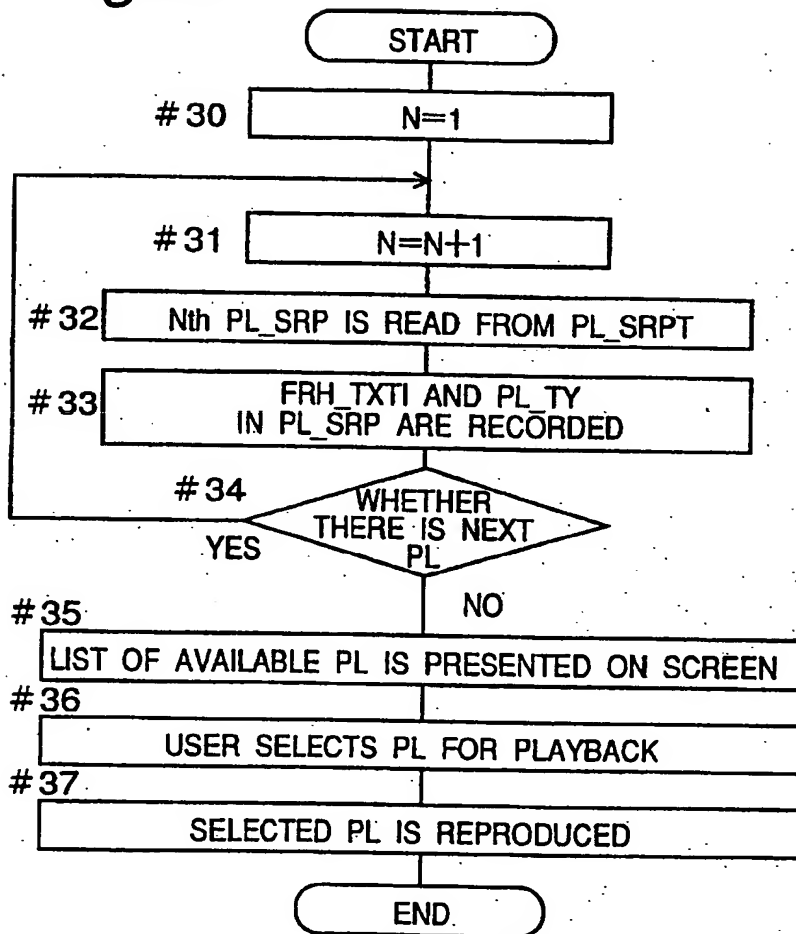 START
#30
N=1
#31
N=N+1
#32
Nth PL_SRP IS READ FROM PL_SRPT
#33
FRH_TXTI AND PL_TY
IN PL_SRP ARE RECORDED
#34
WHETHER
THERE IS NEXT
PL
YES
NO
#35
LIST OF AVAILABLE PL IS PRESENTED ON SCREEN
#36
USER SELECTS PL FOR PLAYBACK
#37
SELECTED PL IS REPRODUCED
END